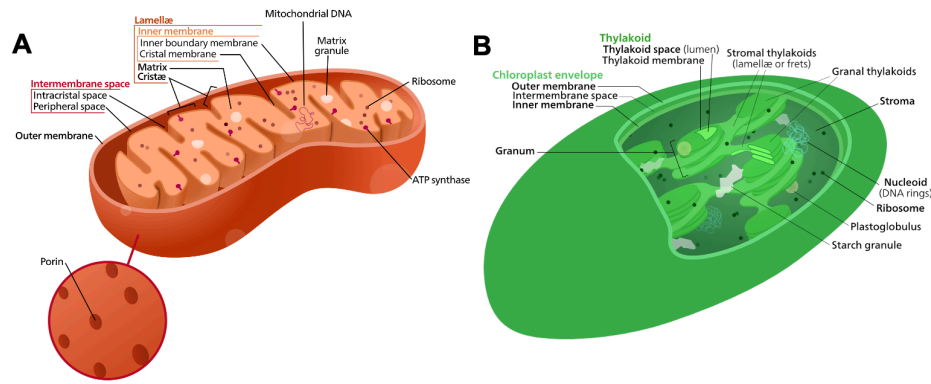 A
Lamellæ
Inner membrane
Inner boundary membrane
Cristal membrane
Matrix
Cristæ
Mitochondrial DNA
Matrix
granule
Ribosome
Intermembrane space
Intracristal space
Peripheral space
Outer membrane
ATP synthase
Porin
B
Thylakoid
Thylakoid space (lumen)
Thylakoid membrane
Stromal thylakoids
(lamellæ or frets)
Granal thylakoids
Chloroplast envelope
Outer membrane
Intermembrane space
Inner membrane
Stroma
Granum
Nucleoid
(DNA rings)
Ribosome
Plastoglobulus
Starch granule